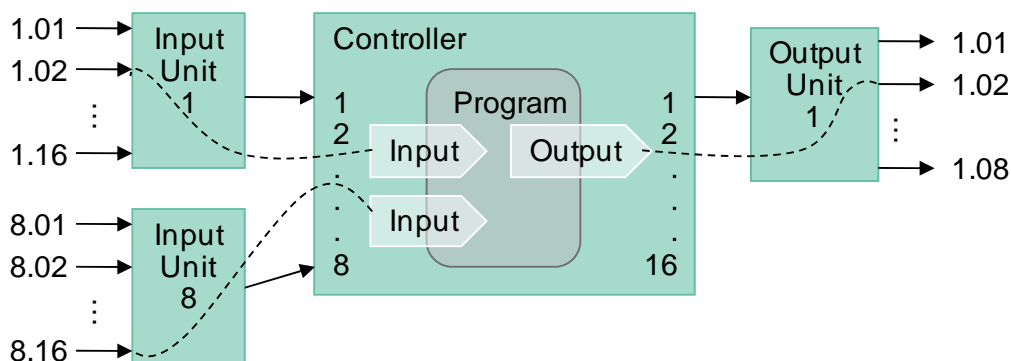 1.01
1.02
...
1.16
Input
Unit
1
8.01
8.02
...
8.16
Input
Unit
8
Controller
1
2
.
.
.
8
Program
Input
Input
Output
1
2
.
.
.
16
Output
Unit
1
1.01
1.02
...
1.08